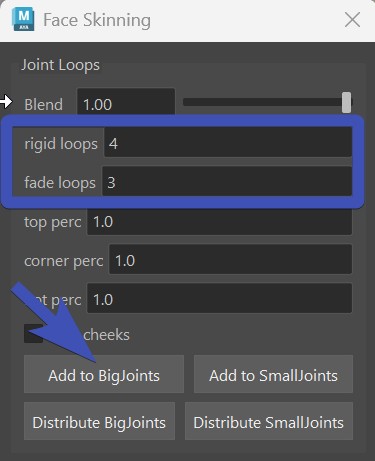 M
AYA
Face Skinning
Joint Loops
Blend 1.00
rigid loops 4
fade loops 3
top perc 1.0
corner perc 1.0
perc 1.0
cheeks
Add to BigJoints Add to SmallJoints
Distribute BigJoints Distribute SmallJoints